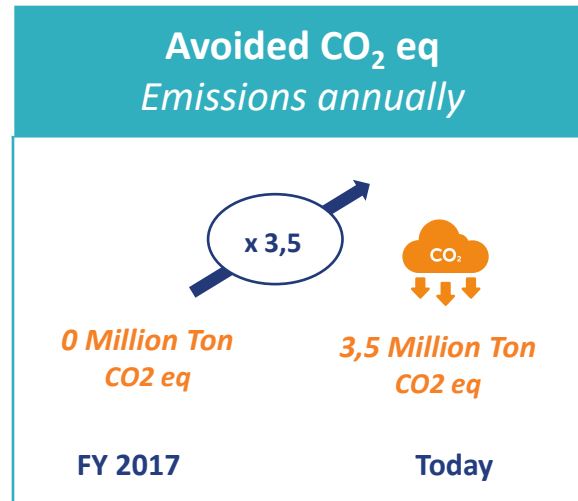 Avoided CO₂ eq
Emissions annually
x 3,5
CO₂
0 Million Ton
CO2 eq
3,5 Million Ton
CO2 eq
FY 2017
Today